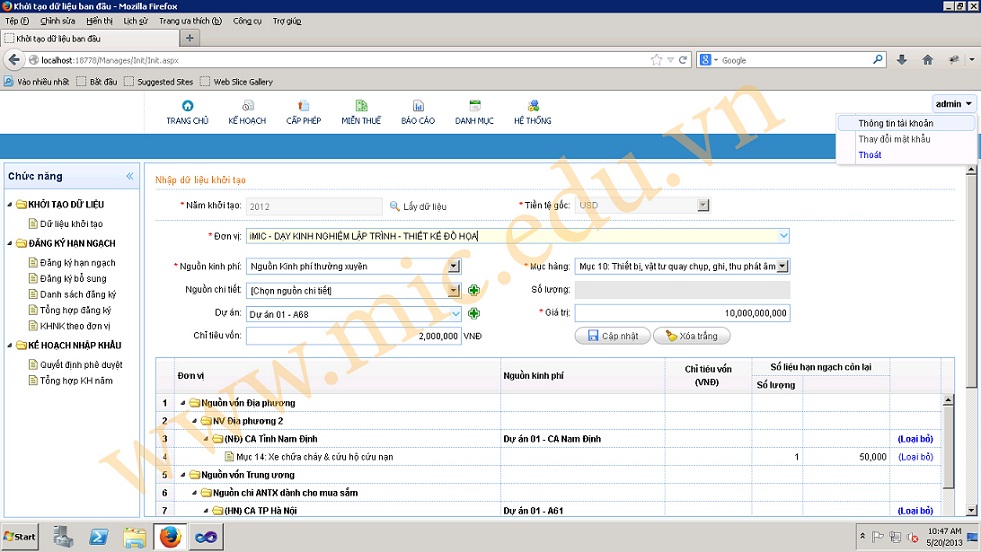 Khởi tạo dữ liệu ban đầu - Mozilla Firefox
Tệp (F) Chỉnh sửa Hiển thị Lịch sử Trang ưa thích (b) Công cụ Trợ giúp
Khởi tạo dữ liệu ban đầu
localhost:18778/Manages/Init/Init.aspx
Google
Vào nhiều nhất Bắt đầu Suggested Sites Web Slice Gallery
TRANG CHỦ KẾ HOẠCH CẤP PHÉP MIỄN THUẾ BÁO CÁO DANH MỤC HỆ THỐNG
admin
Thông tin tài khoản
Thay đổi mật khẩu
Thoát
Chức năng
KHỞI TẠO DỮ LIỆU
Dữ liệu khởi tạo
ĐĂNG KÝ HẠN NGẠCH
Đăng ký hạn ngạch
Đăng ký bổ sung
Danh sách đăng ký
Tổng hợp đăng ký
KHNK theo đơn vị
KẾ HOẠCH NHẬP KHẨU
Quyết định phê duyệt
Tổng hợp KH năm
Nhập dữ liệu khởi tạo
* Năm khởi tạo: 2012 Lấy dữ liệu * Tiền tệ gốc: USD
* Đơn vị: iMIC - DẠY KINH NGHIỆM LẬP TRÌNH - THIẾT KẾ ĐỒ HỌA
* Nguồn kinh phí: Nguồn Kinh phí thường xuyên * Mục hàng: Mục 10: Thiết bị, vật tư quay chụp, ghi, thu phát âm
Nguồn chi tiết: [Chọn nguồn chi tiết] Số lượng:
Dự án: Dự án 01 - A68 * Giá trị: 10,000,000,000
Chỉ tiêu vốn: 2,000,000 VNĐ Cập nhật Xóa trắng
Đơn vị Nguồn kinh phí Chỉ tiêu vốn (VNĐ) Số liệu hạn ngạch còn lại
Số lượng
1 Nguồn vốn Địa phương
2 NV Địa phương 2
3 (NĐ) CA Tỉnh Nam Định Dự án 01 - CA Nam Định (Loại bỏ)
4 Mục 14: Xe chữa cháy & cứu hộ cứu nạn 1 50,000 (Loại bỏ)
5 Nguồn vốn Trung ương
6 Nguồn chi ANTX dành cho mua sắm
7 (HN) CA TP Hà Nội Dự án 01 - A61 (Loại bỏ)
www.mic.edu.vn
Start
10:47 AM
5/20/2013